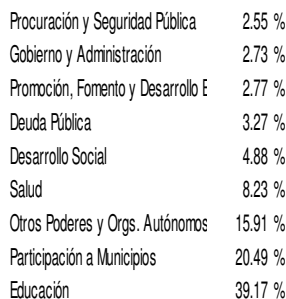 Procuración y Seguridad Pública 2.55 %
Gobierno y Administración 2.73 %
Promoción, Fomento y Desarrollo E 2.77 %
Deuda Pública 3.27 %
Desarrollo Social 4.88 %
Salud 8.23 %
Otros Poderes y Orgs. Autónomos 15.91 %
Participación a Municipios 20.49 %
Educación 39.17 %